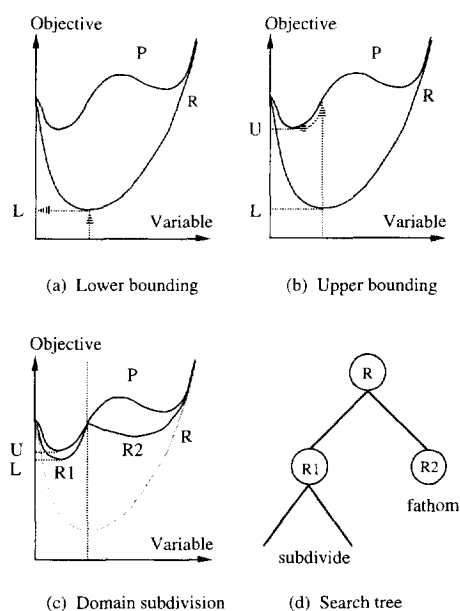 Objective
P
R
L
Variable
(a) Lower bounding
Objective
P
R
U
L
Variable
(b) Upper bounding
Objective
P
U
L
R1
R2
R
Variable
(c) Domain subdivision
R
R1
R2
fathom
subdivide
(d) Search tree